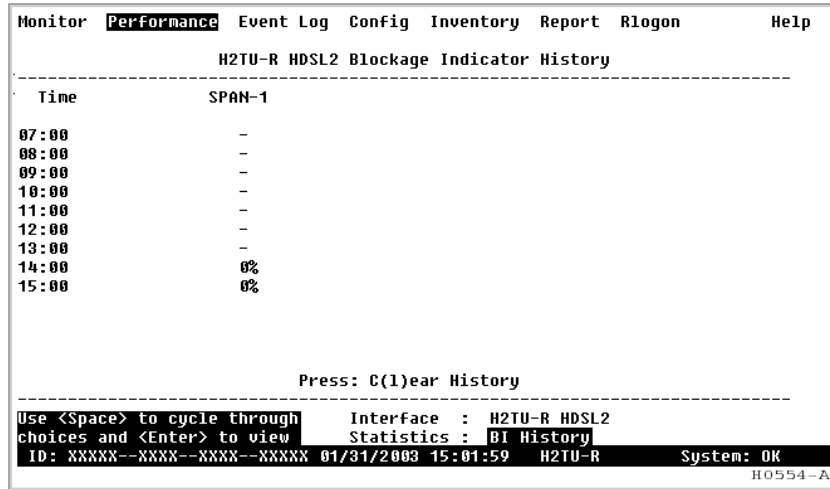 Monitor Performance Event Log Config Inventory Report Rlogon Help
H2TU-R HDSL2 Blockage Indicator History
--------------------------------------------------------------------------------
Time SPAN-1
07:00 -
08:00 -
09:00 -
10:00 -
11:00 -
12:00 -
13:00 -
14:00 0%
15:00 0%
Press: C(l)ear History
--------------------------------------------------------------------------------
Use <Space> to cycle through Interface : H2TU-R HDSL2
choices and <Enter> to view Statistics : BI History
ID: XXXXX--XXXX--XXXX--XXXXX 01/31/2003 15:01:59 H2TU-R System: OK
H0554-A